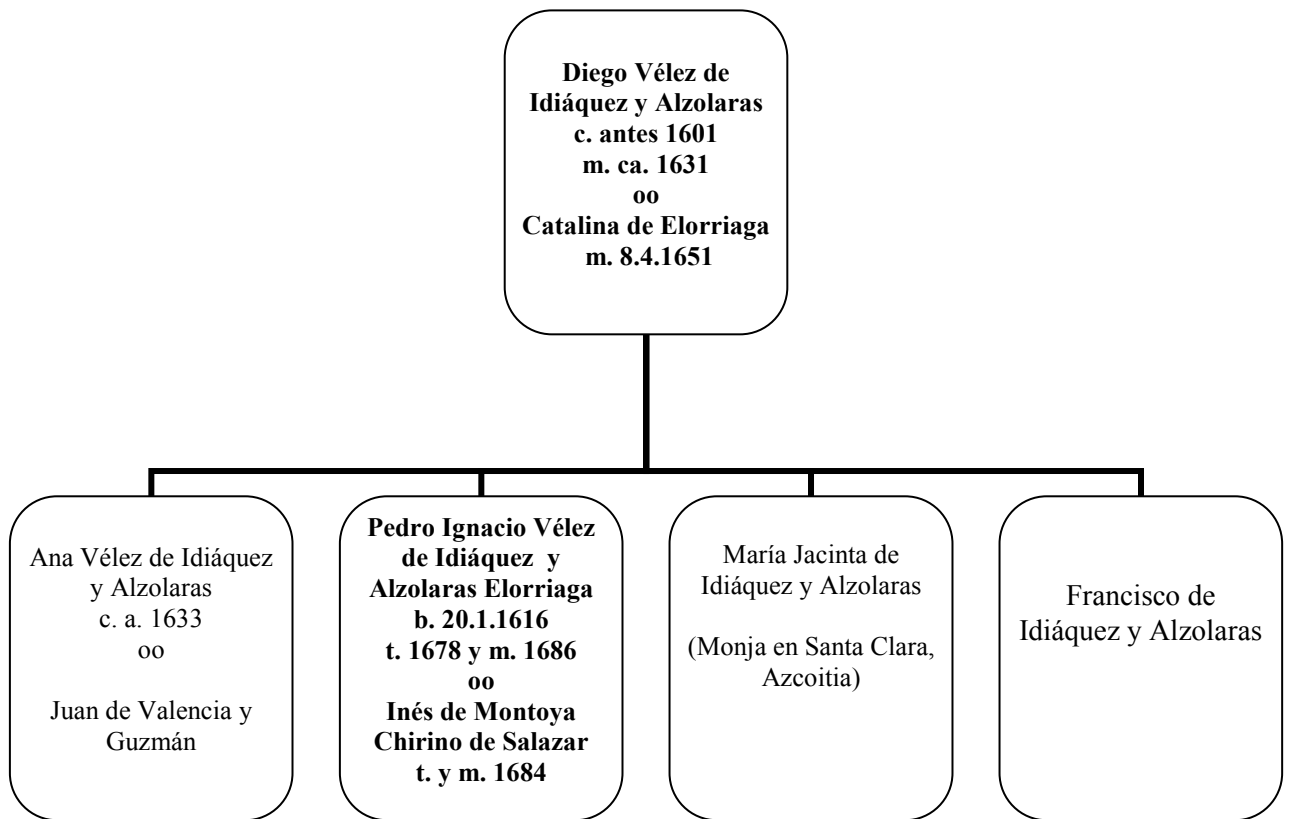 Diego Vélez de
Idiáquez y Alzolaras
c. antes 1601
m. ca. 1631
oo
Catalina de Elorriaga
m. 8.4.1651
Ana Vélez de Idiáquez
y Alzolaras
c. a. 1633
oo
Juan de Valencia y
Guzmán
Pedro Ignacio Vélez
de Idiáquez y
Alzolaras Elorriaga
b. 20.1.1616
t. 1678 y m. 1686
oo
Inés de Montoya
Chirino de Salazar
t. y m. 1684
María Jacinta de
Idiáquez y Alzolaras
(Monja en Santa Clara,
Azcoitia)
Francisco de
Idiáquez y Alzolaras